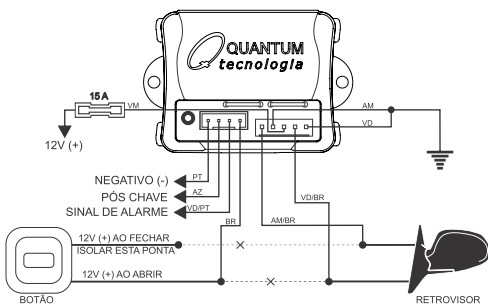 QUANTUM
tecnologia
15 A
VM
AM
VD
12V (+)
NEGATIVO (-)
PT
PÓS CHAVE
AZ
SINAL DE ALARME
VD/PT
BR
AM/BR
VD/BR
12V (+) AO FECHAR
ISOLAR ESTA PONTA
12V (+) AO ABRIR
BOTÃO
RETROVISOR